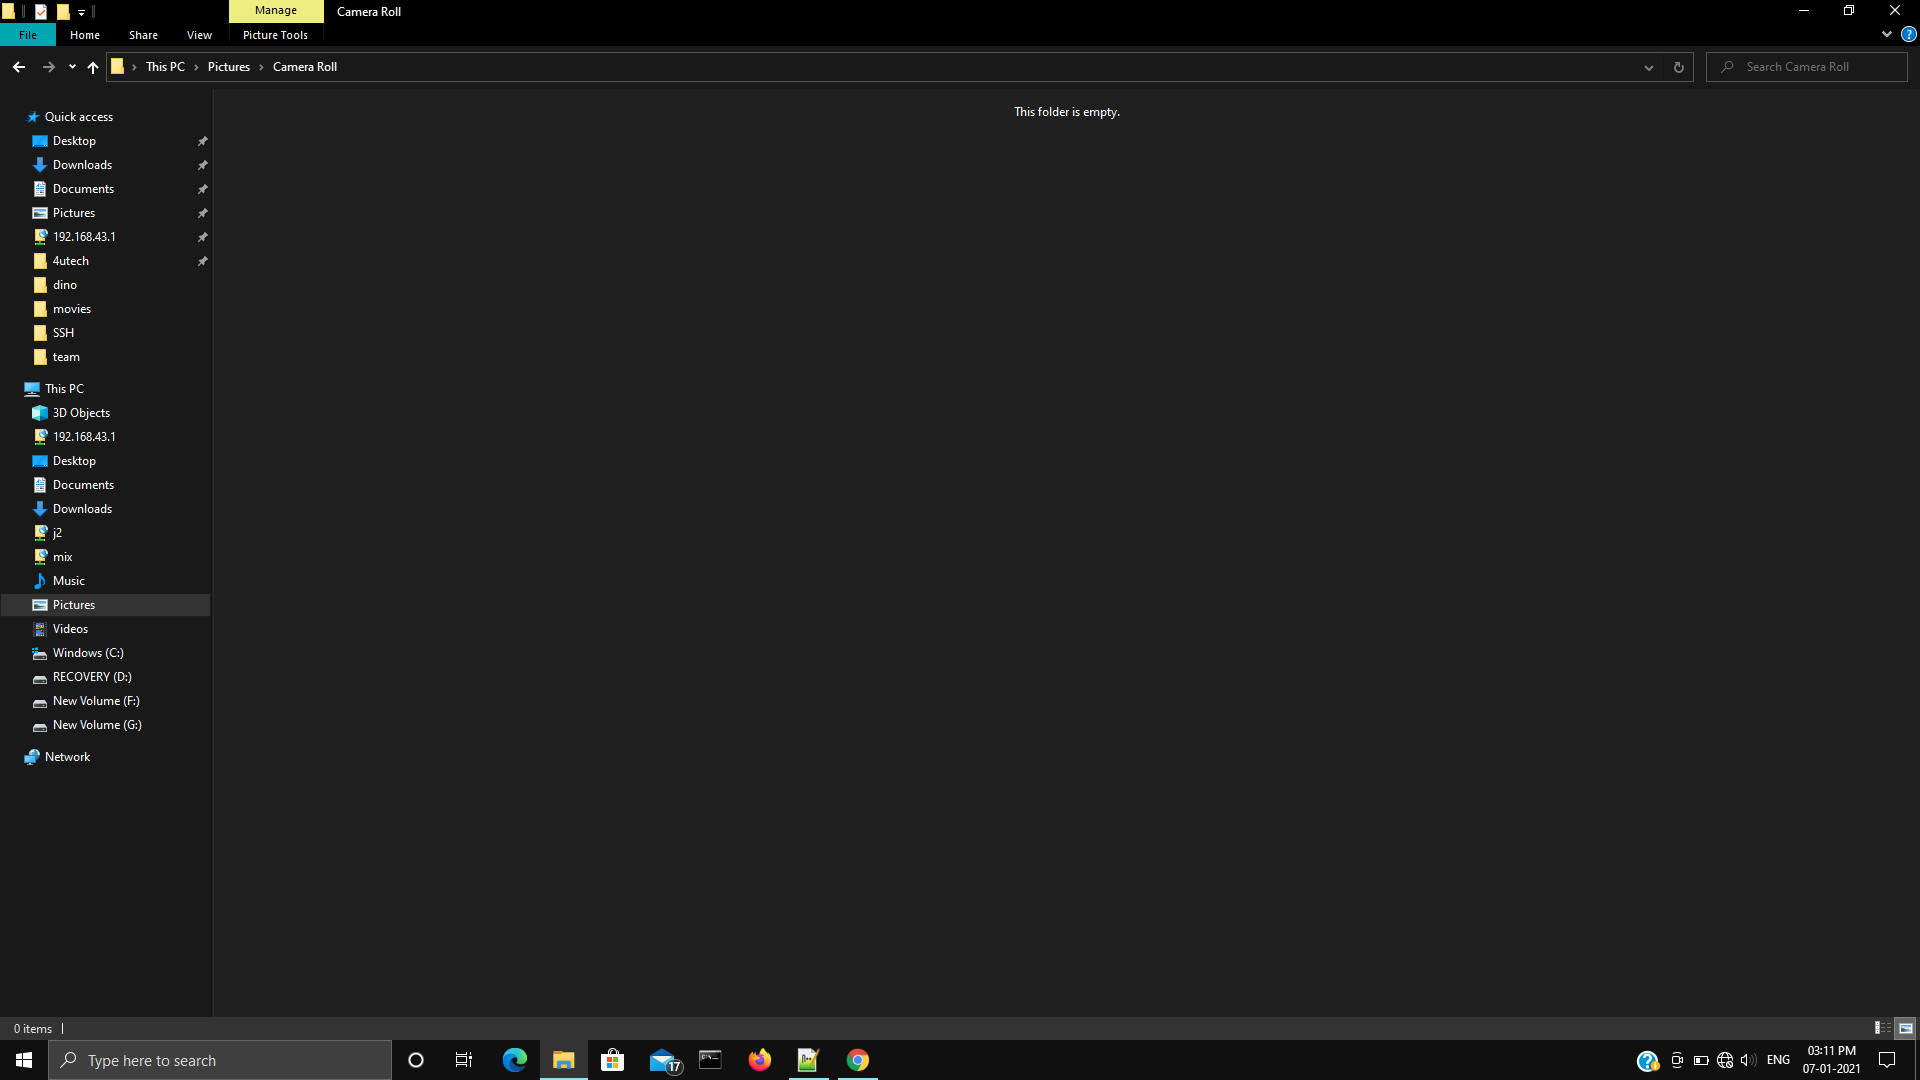 Manage
Camera Roll
File
Home
Share
View
Picture Tools
This PC
Pictures
Camera Roll
Search Camera Roll
This folder is empty.
Quick access
Desktop
Downloads
Documents
Pictures
192.168.43.1
4utech
dino
movies
SSH
team
This PC
3D Objects
192.168.43.1
Desktop
Documents
Downloads
j2
mix
Music
Pictures
Videos
Windows (C:)
RECOVERY (D:)
New Volume (F:)
New Volume (G:)
Network
0 items
Type here to search
17
ENG
03:11 PM
07-01-2021